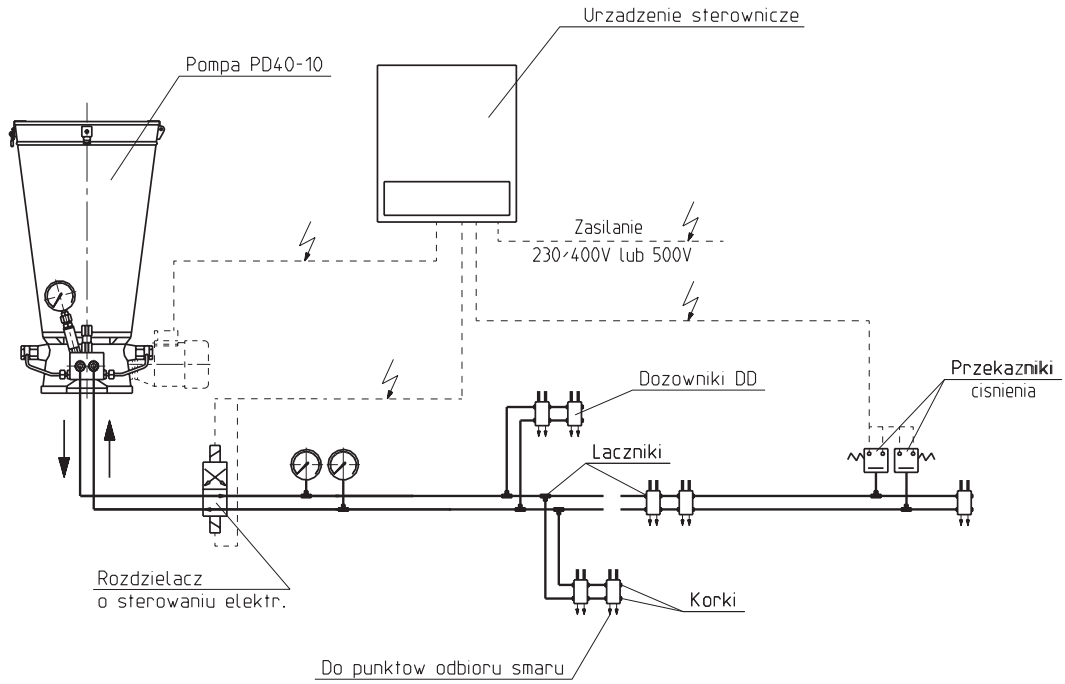 Urzadzenie sterownicze
Pompa PD40-10
Zasilanie
230/400V lub 500V
Dozowniki DD
Przekazniki
cisnienia
Laczniki
Rozdzielacz
o sterowaniu elektr.
Korki
Do punktow odbioru smaru